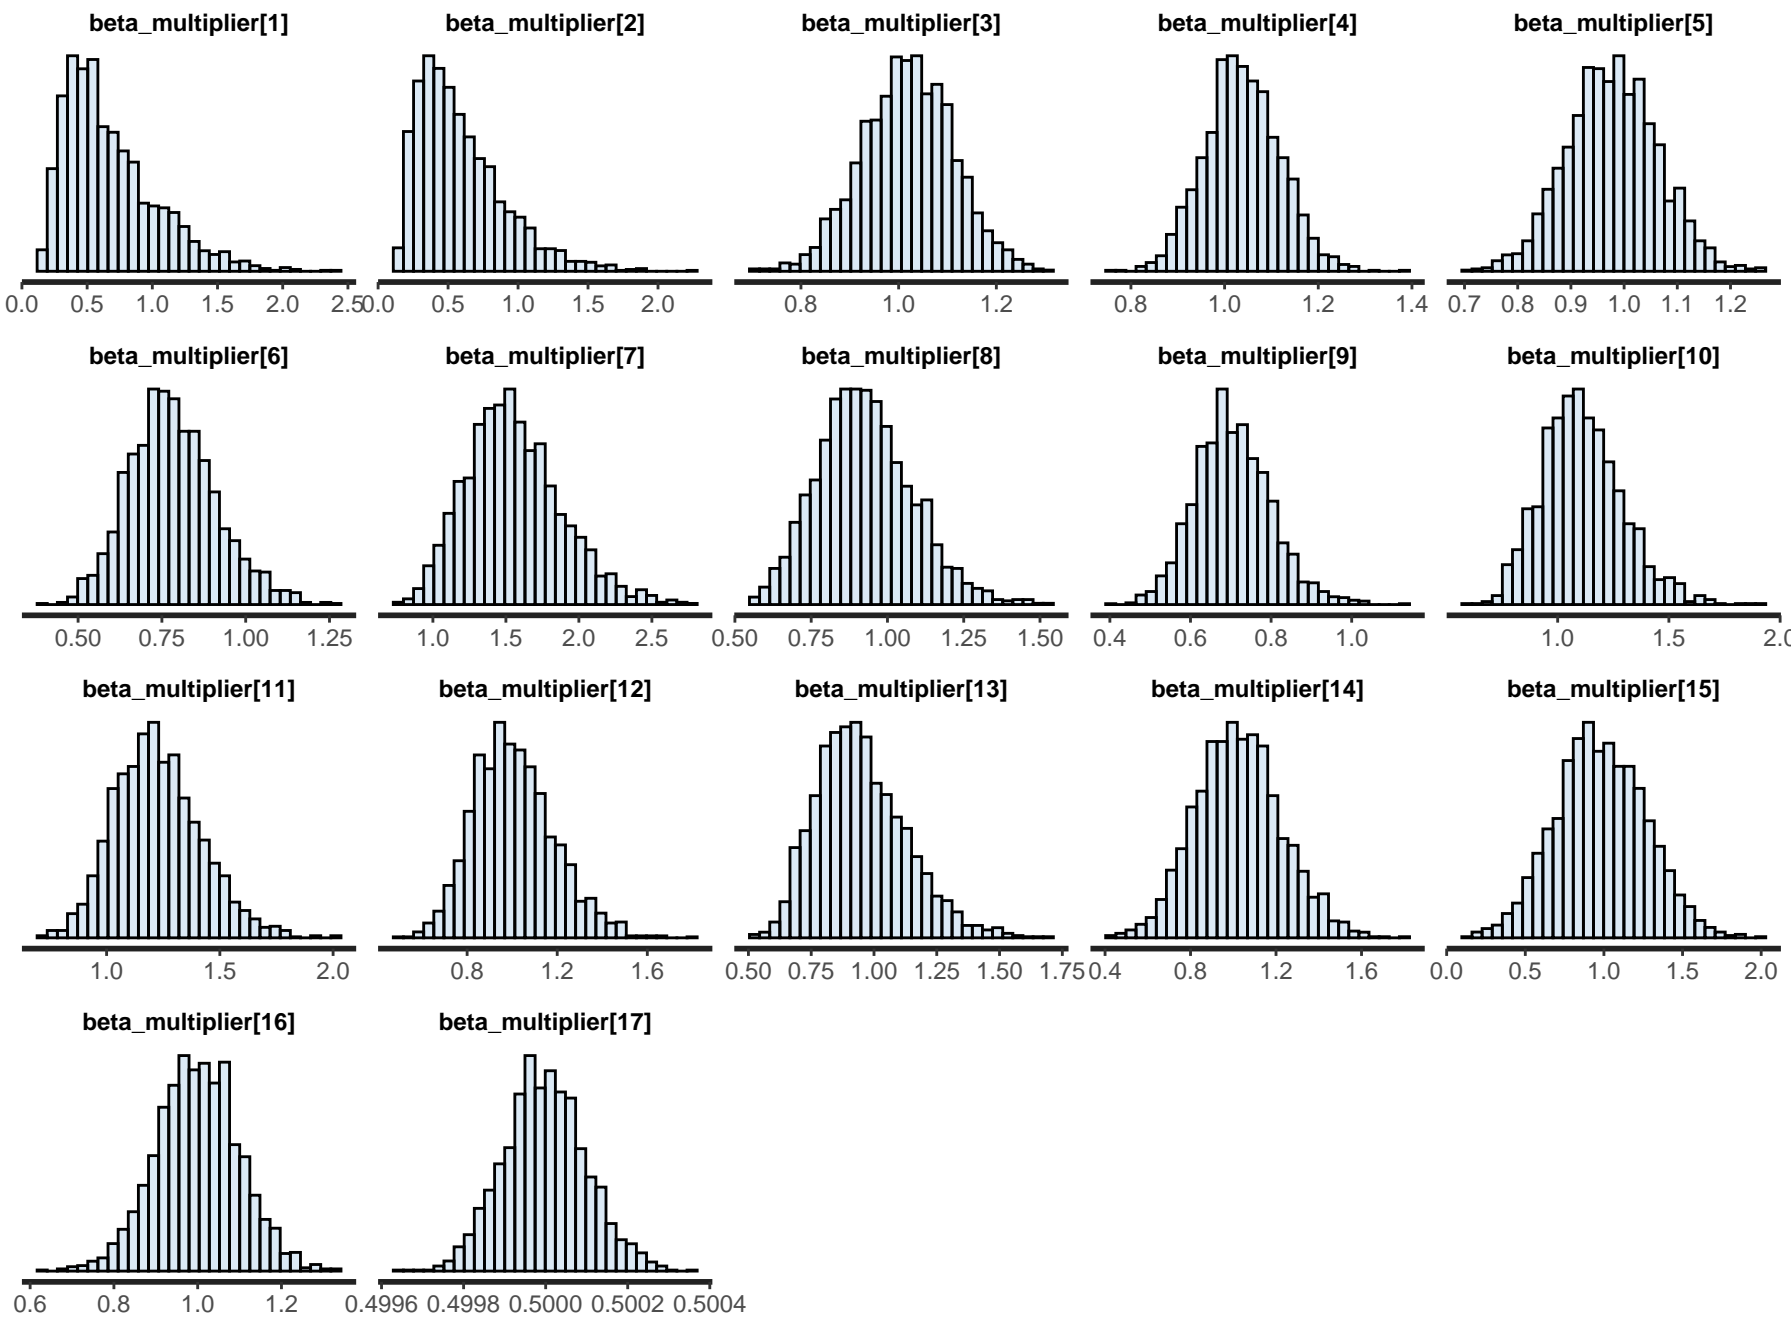 beta_multiplier[1] beta_multiplier[2] beta_multiplier[3] beta_multiplier[4] beta_multiplier[5]
0.0 0.5 1.0 1.5 2.0 2.5 0.0 0.5 1.0 1.5 2.0 0.8 1.0 1.2 0.8 1.0 1.2 1.4 0.7 0.8 0.9 1.0 1.1 1.2
beta_multiplier[6] beta_multiplier[7] beta_multiplier[8] beta_multiplier[9] beta_multiplier[10]
0.50 0.75 1.00 1.25 1.0 1.5 2.0 2.5 0.50 0.75 1.00 1.25 1.50 0.4 0.6 0.8 1.0 1.0 1.5 2.0
beta_multiplier[11] beta_multiplier[12] beta_multiplier[13] beta_multiplier[14] beta_multiplier[15]
1.0 1.5 2.0 0.8 1.2 1.6 0.50 0.75 1.00 1.25 1.50 1.75 0.4 0.8 1.2 1.6 0.0 0.5 1.0 1.5 2.0
beta_multiplier[16] beta_multiplier[17]
0.6 0.8 1.0 1.2 0.4996 0.4998 0.5000 0.5002 0.5004